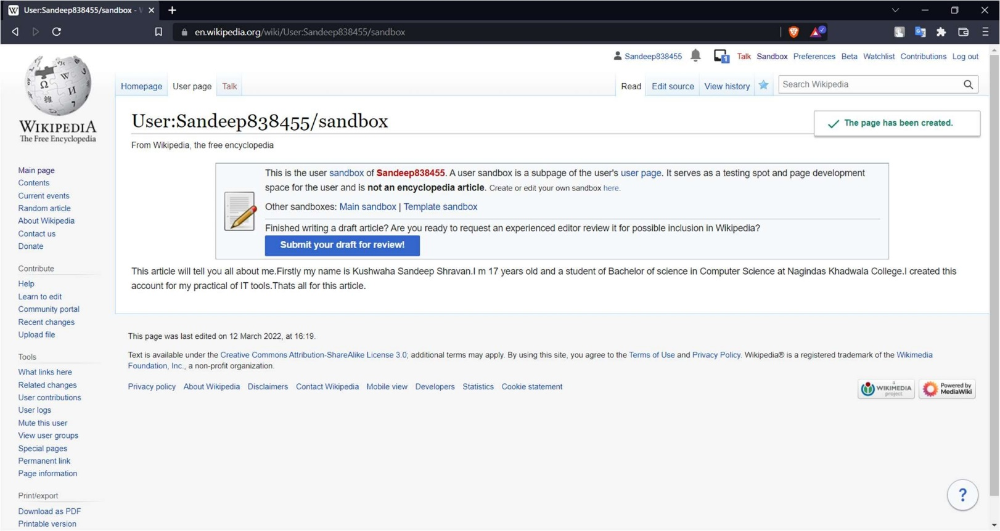 User:Sandeep838455/sandbox - W
en.wikipedia.org/wiki/User:Sandeep838455/sandbox
Sandeep838455 1 Talk Sandbox Preferences Beta Watchlist Contributions Log out
Homepage User page Talk Read Edit source View history Search Wikipedia
WIKIPEDIA
The Free Encyclopedia
User:Sandeep838455/sandbox
The page has been created.
From Wikipedia, the free encyclopedia
This is the user sandbox of Sandeep838455. A user sandbox is a subpage of the user's user page. It serves as a testing spot and page development
space for the user and is not an encyclopedia article. Create or edit your own sandbox here.
Other sandboxes: Main sandbox | Template sandbox
Finished writing a draft article? Are you ready to request an experienced editor review it for possible inclusion in Wikipedia?
Submit your draft for review!
This article will tell you all about me.Firstly my name is Kushwaha Sandeep Shravan.I m 17 years old and a student of Bachelor of science in Computer Science at Nagindas Khadwala College.I created this
account for my practical of IT tools.Thats all for this article.
Main page
Contents
Current events
Random article
About Wikipedia
Contact us
Donate
Contribute
Help
Learn to edit
Community portal
Recent changes
Upload file
Tools
What links here
Related changes
User contributions
User logs
Mute this user
View user groups
Special pages
Permanent link
Page information
Print/export
Download as PDF
Printable version
This page was last edited on 12 March 2022, at 16:19.
Text is available under the Creative Commons Attribution-ShareAlike License 3.0; additional terms may apply. By using this site, you agree to the Terms of Use and Privacy Policy. Wikipedia® is a registered trademark of the Wikimedia
Foundation, Inc., a non-profit organization.
Privacy policy About Wikipedia Disclaimers Contact Wikipedia Mobile view Developers Statistics Cookie statement
a
WIKIMEDIA
project
Powered by
MediaWiki
?